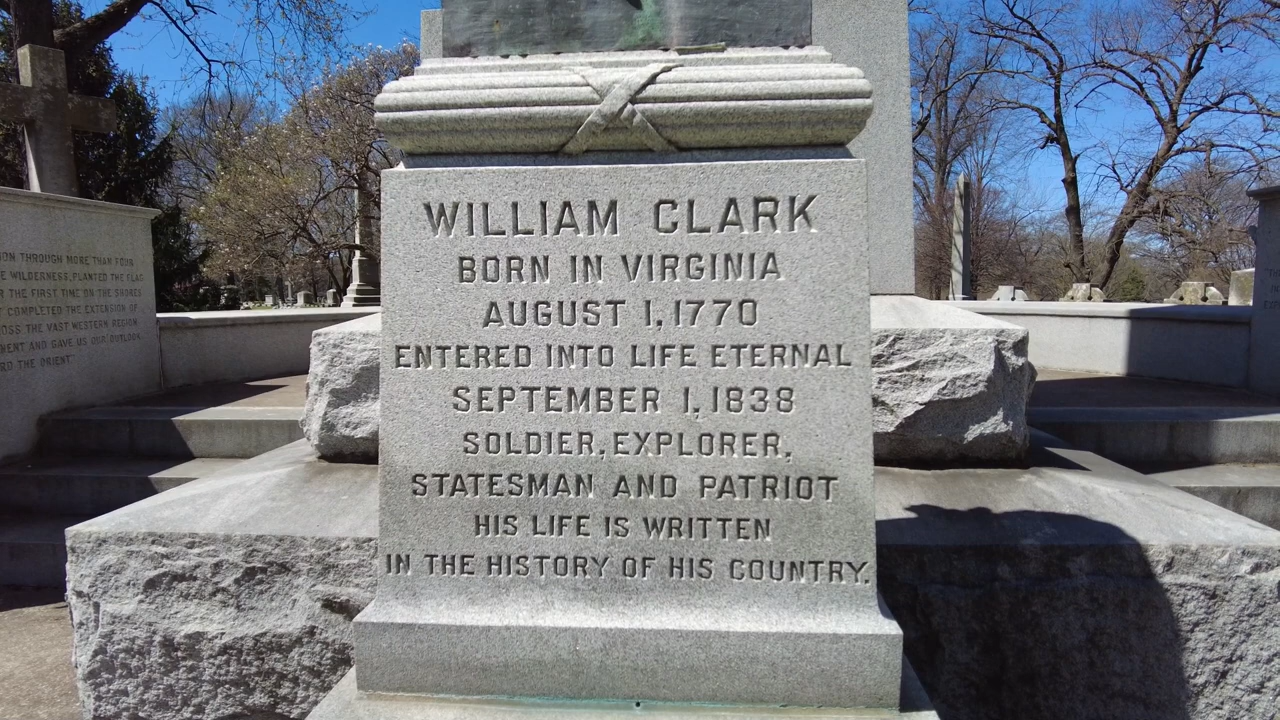 WILLIAM CLARK
BORN IN VIRGINIA
AUGUST 1, 1770
ENTERED INTO LIFE ETERNAL
SEPTEMBER 1, 1838
SOLDIER, EXPLORER,
STATESMAN AND PATRIOT
HIS LIFE IS WRITTEN
IN THE HISTORY OF HIS COUNTRY.
ON THROUGH MORE THAN FOUR
WILDERNESS, PLANTED THE FLAG
THE FIRST TIME ON THE SHORES
COMPLETED THE EXTENSION OF
THE VAST WESTERN REGION
AND GAVE US OUR OUTLOOK
THE ORIENT"